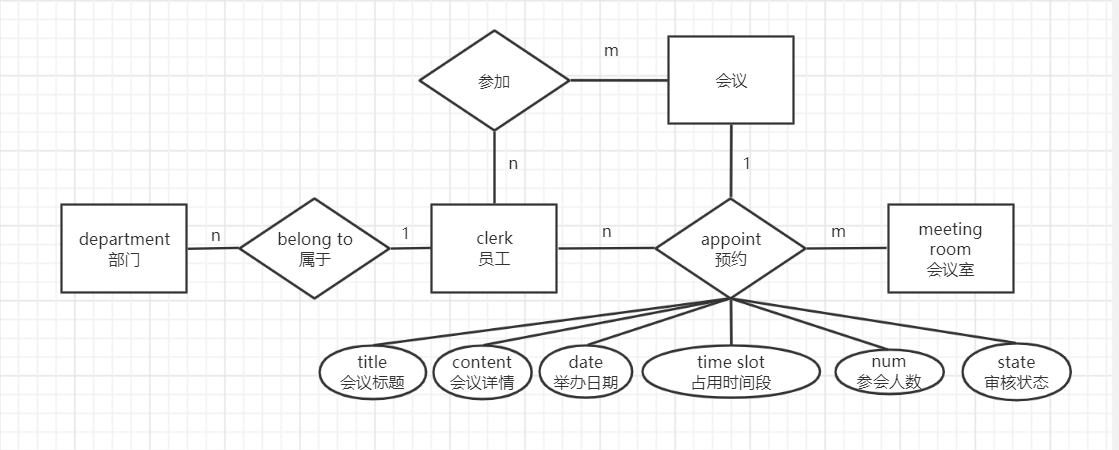 m
参加
会议
n
1
department
部门
n
belong to
属于
1
clerk
员工
n
appoint
预约
m
meeting
room
会议室
title
会议标题
content
会议详情
date
举办日期
time slot
占用时间段
num
参会人数
state
审核状态